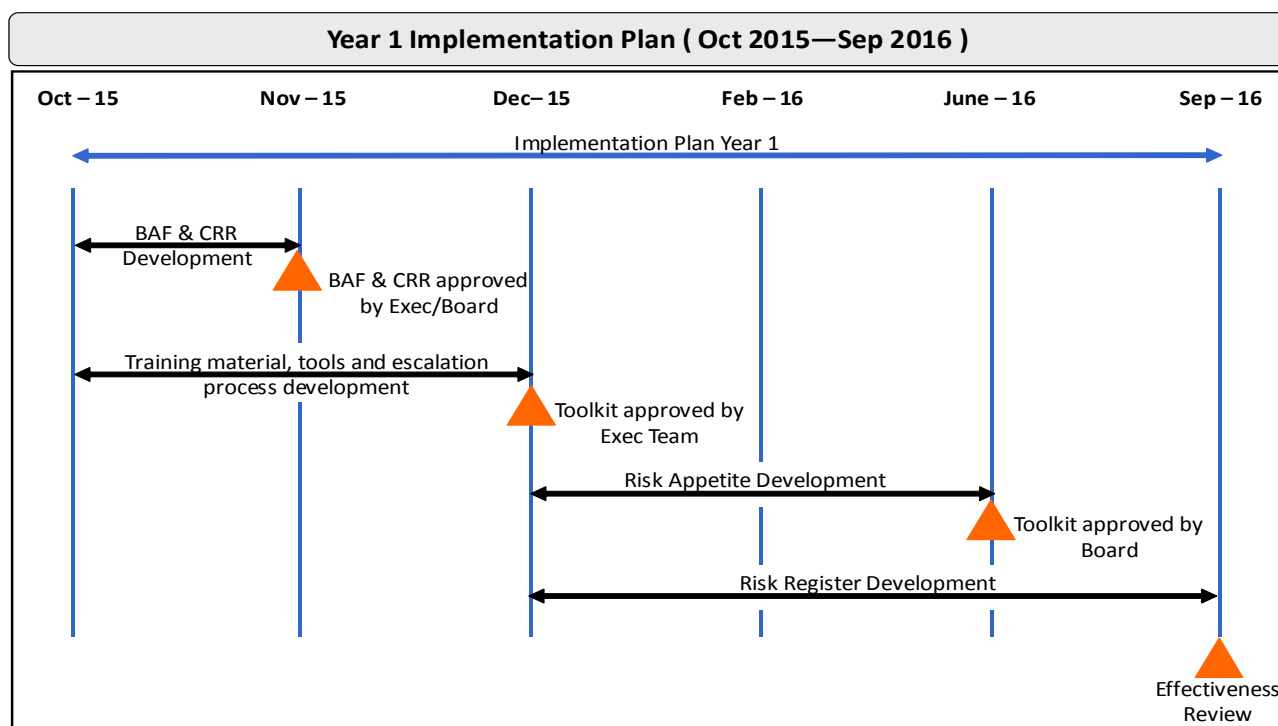 Year 1 Implementation Plan ( Oct 2015—Sep 2016 )
Oct – 15
Nov – 15
Dec– 15
Feb – 16
June – 16
Sep – 16
Implementation Plan Year 1
BAF & CRR
Development
BAF & CRR approved
by Exec/Board
Training material, tools and escalation
process development
Toolkit approved by
Exec Team
Risk Appetite Development
Toolkit approved by
Board
Risk Register Development
Effectiveness
Review